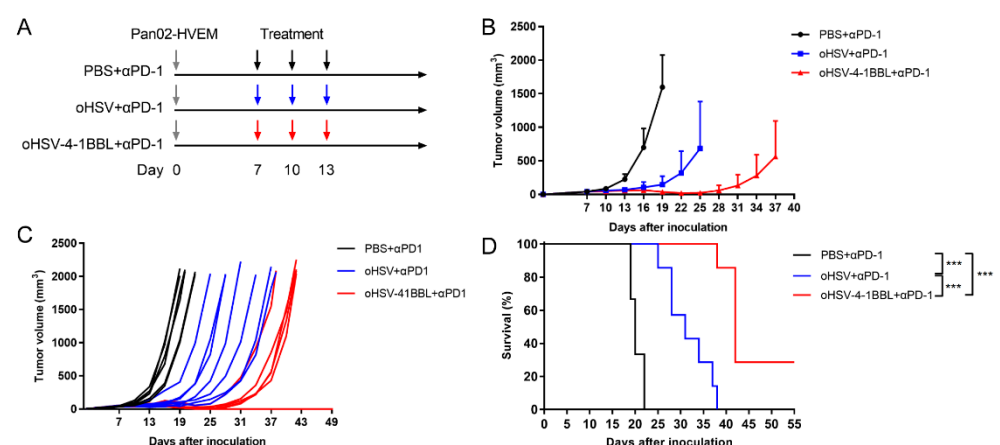 A
Pan02-HVEM Treatment
PBS+αPD-1
oHSV+αPD-1
oHSV-4-1BBL+αPD-1
Day 0 7 10 13
B
Tumor volume (mm³)
2500
2000
1500
1000
500
0
7 10 13 16 19 22 25 28 31 34 37 40
Days after inoculation
PBS+αPD-1
oHSV+αPD-1
oHSV-4-1BBL+αPD-1
C
Tumor volume (mm³)
2500
2000
1500
1000
500
0
7 13 19 25 31 37 43 49
Days after inoculation
PBS+αPD1
oHSV+αPD1
oHSV-41BBL+αPD1
D
Survival (%)
100
80
60
40
20
0
0 5 10 15 20 25 30 35 40 45 50 55
Days after inoculation
PBS+αPD-1
oHSV+αPD-1
oHSV-4-1BBL+αPD-1
***
***
***